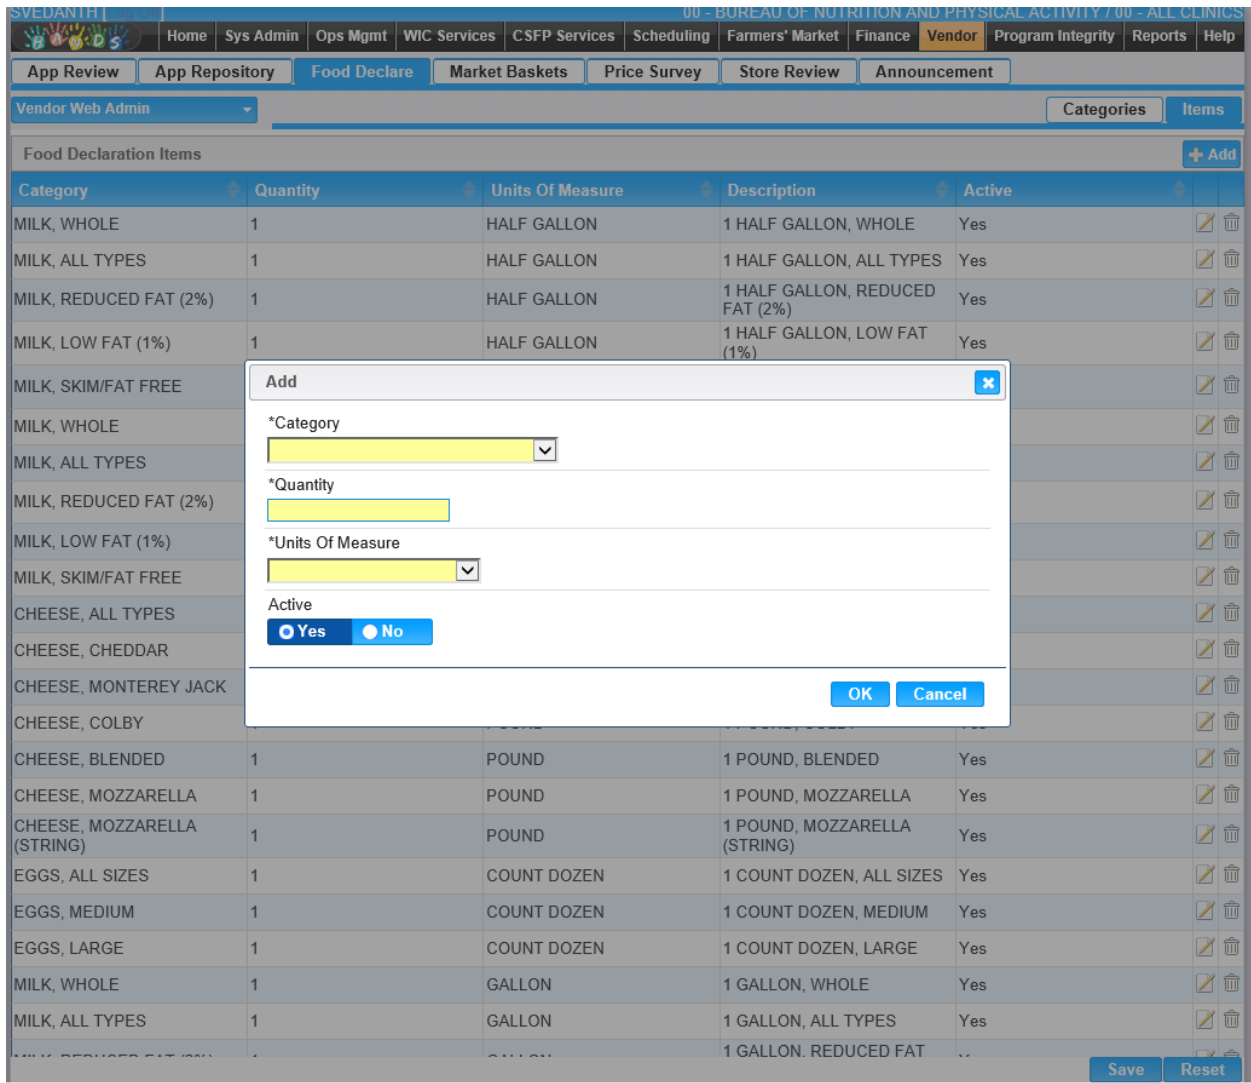 SVEDANTH [Log Out] 00 - BUREAU OF NUTRITION AND PHYSICAL ACTIVITY / 00 - ALL CLINICS
HANDS Home Sys Admin Ops Mgmt WIC Services CSFP Services Scheduling Farmers' Market Finance Vendor Program Integrity Reports Help
App Review App Repository Food Declare Market Baskets Price Survey Store Review Announcement
Vendor Web Admin Categories Items
Food Declaration Items Add
Category Quantity Units Of Measure Description Active
MILK, WHOLE 1 HALF GALLON 1 HALF GALLON, WHOLE Yes
MILK, ALL TYPES 1 HALF GALLON 1 HALF GALLON, ALL TYPES Yes
MILK, REDUCED FAT (2%) 1 HALF GALLON 1 HALF GALLON, REDUCED
FAT (2%) Yes
MILK, LOW FAT (1%) 1 HALF GALLON 1 HALF GALLON, LOW FAT
(1%) Yes
MILK, SKIM/FAT FREE
MILK, WHOLE
MILK, ALL TYPES
MILK, REDUCED FAT (2%)
MILK, LOW FAT (1%)
MILK, SKIM/FAT FREE
CHEESE, ALL TYPES
CHEESE, CHEDDAR
CHEESE, MONTEREY JACK
CHEESE, COLBY
Add
*Category
*Quantity
*Units Of Measure
Active
Yes No
OK Cancel
CHEESE, BLENDED 1 POUND 1 POUND, BLENDED Yes
CHEESE, MOZZARELLA 1 POUND 1 POUND, MOZZARELLA Yes
CHEESE, MOZZARELLA
(STRING) 1 POUND 1 POUND, MOZZARELLA
(STRING) Yes
EGGS, ALL SIZES 1 COUNT DOZEN 1 COUNT DOZEN, ALL SIZES Yes
EGGS, MEDIUM 1 COUNT DOZEN 1 COUNT DOZEN, MEDIUM Yes
EGGS, LARGE 1 COUNT DOZEN 1 COUNT DOZEN, LARGE Yes
MILK, WHOLE 1 GALLON 1 GALLON, WHOLE Yes
MILK, ALL TYPES 1 GALLON 1 GALLON, ALL TYPES Yes
1 GALLON, REDUCED FAT
Save Reset